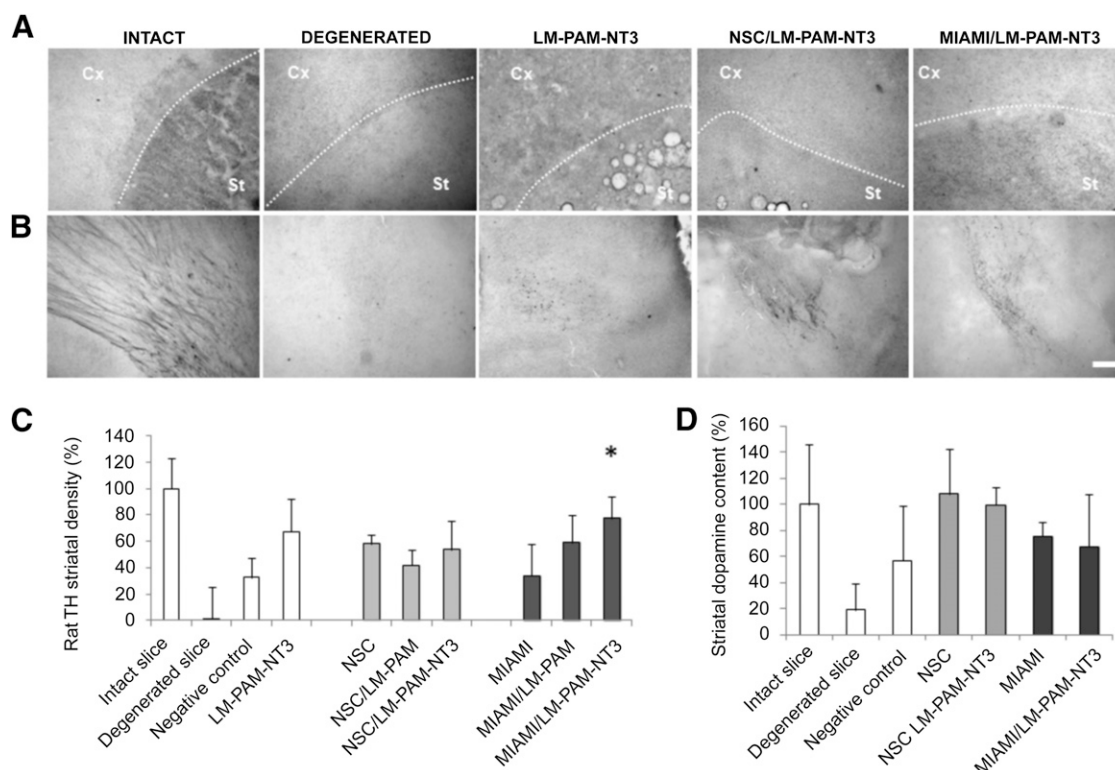 A
INTACT DEGENERATED LM-PAM-NT3 NSC/LM-PAM-NT3 MIAMI/LM-PAM-NT3
Cx Cx Cx Cx Cx
St St St St St
B
C
Rat TH striatal density (%)
140
120
100
80
60
40
20
0
*
Intact slice
Degenerated slice
Negative control
LM-PAM-NT3
NSC
NSC/LM-PAM
NSC/LM-PAM-NT3
MIAMI
MIAMI/LM-PAM
MIAMI/LM-PAM-NT3
D
Striatal dopamine content (%)
160
140
120
100
80
60
40
20
0
Intact slice
Degenerated slice
Negative control
NSC
NSC LM-PAM-NT3
MIAMI
MIAMI/LM-PAM-NT3